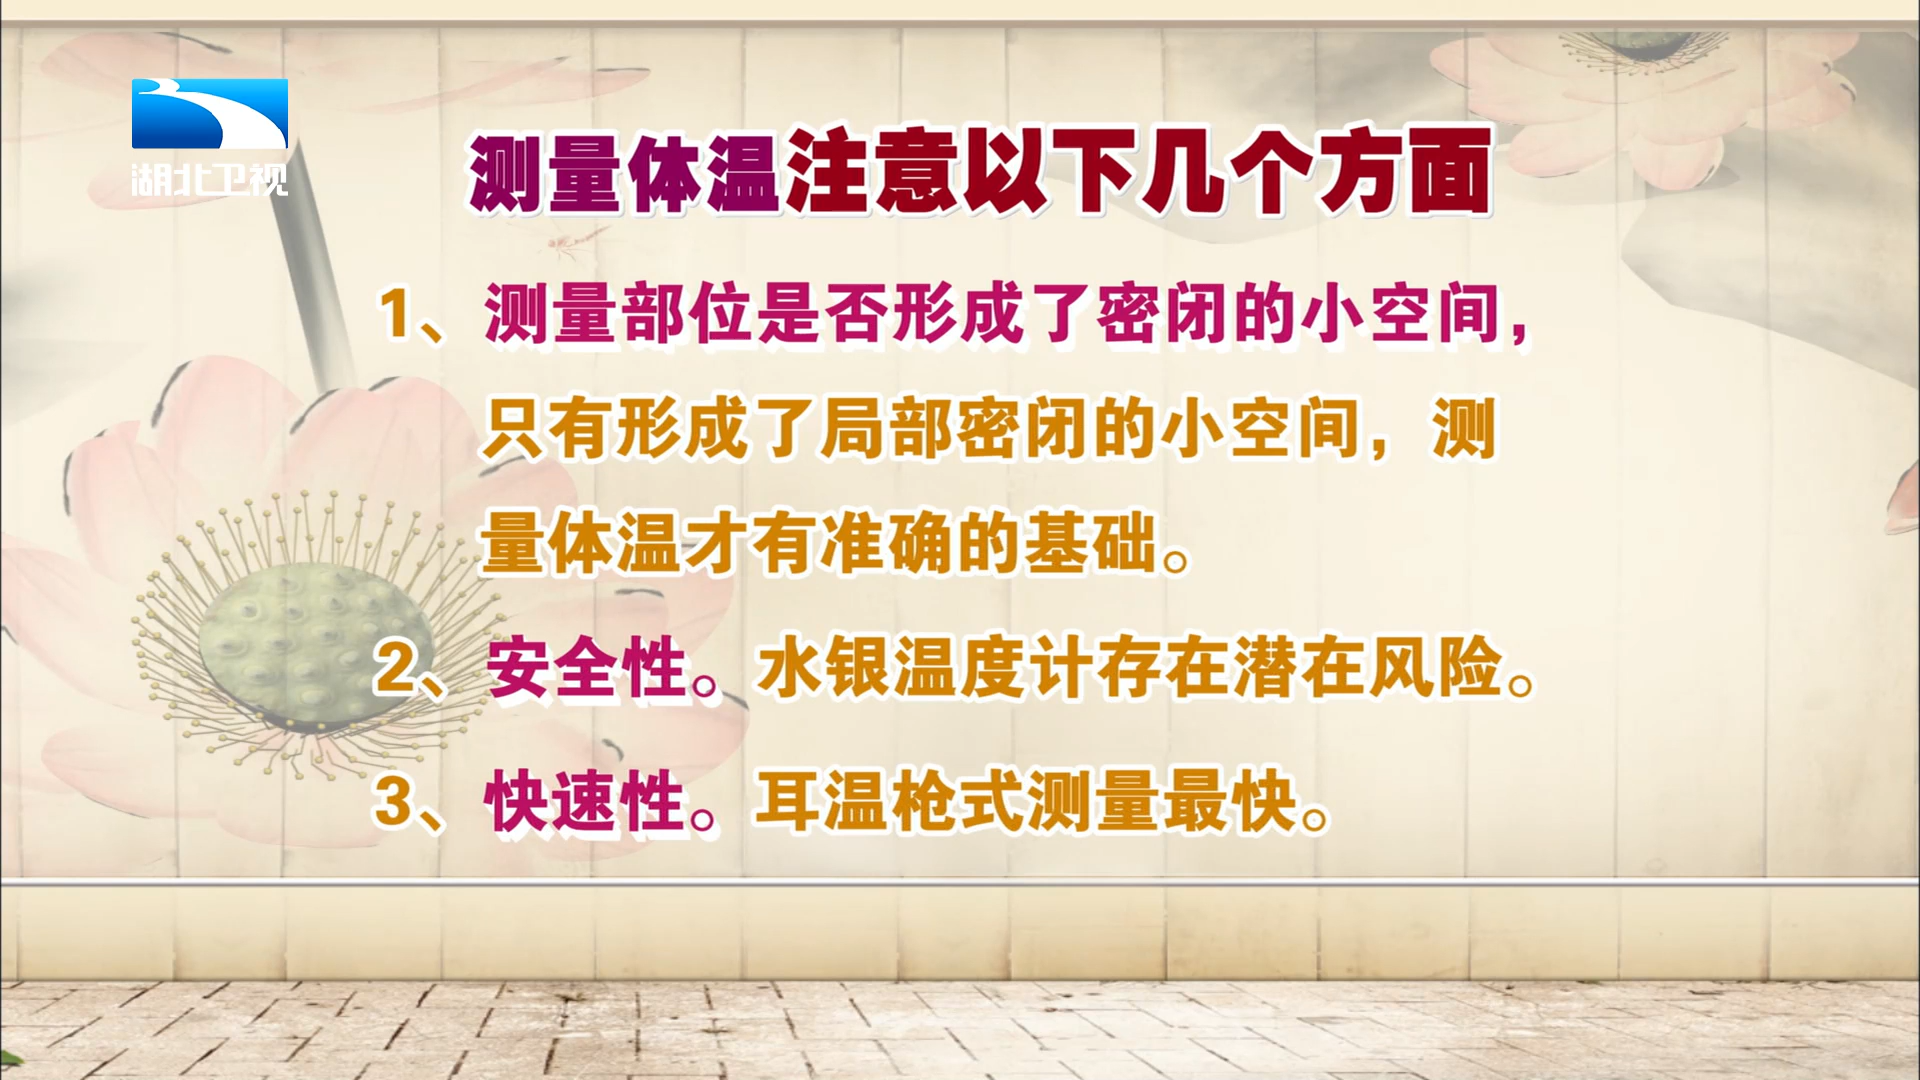 湖北卫视
测量体温注意以下几个方面
1、测量部位是否形成了密闭的小空间，
只有形成了局部密闭的小空间，测
量体温才有准确的基础。
2、安全性。水银温度计存在潜在风险。
3、快速性。耳温枪式测量最快。